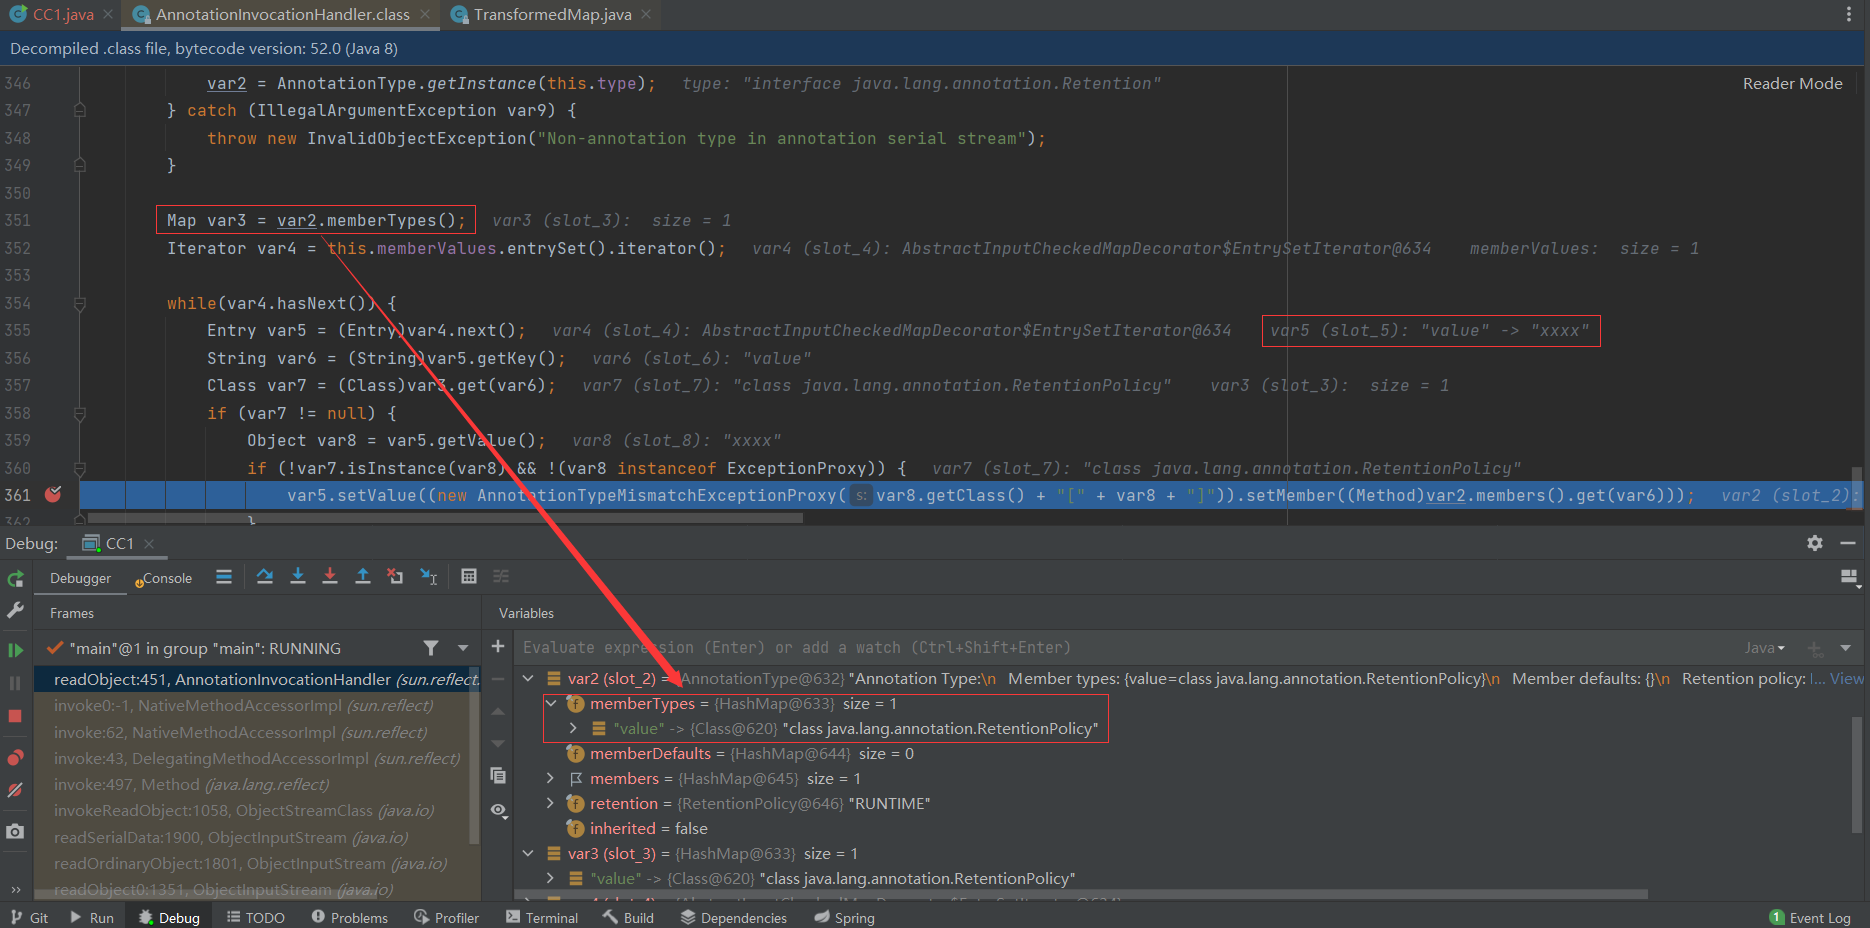 CC1.java AnnotationInvocationHandler.class TransformedMap.java
Decompiled .class file, bytecode version: 52.0 (Java 8)
Reader Mode
346 var2 = AnnotationType.getInstance(this.type); type: "interface java.lang.annotation.Retention"
347 } catch (IllegalArgumentException var9) {
348 throw new InvalidObjectException("Non-annotation type in annotation serial stream");
349 }
350
351 Map var3 = var2.memberTypes(); var3 (slot_3): size = 1
352 Iterator var4 = this.memberValues.entrySet().iterator(); var4 (slot_4): AbstractInputCheckedMapDecorator$EntrySetIterator@634 memberValues: size = 1
353
354 while(var4.hasNext()) {
355 Entry var5 = (Entry)var4.next(); var4 (slot_4): AbstractInputCheckedMapDecorator$EntrySetIterator@634 var5 (slot_5): "value" -> "xxxx"
356 String var6 = (String)var5.getKey(); var6 (slot_6): "value"
357 Class var7 = (Class)var3.get(var6); var7 (slot_7): "class java.lang.annotation.RetentionPolicy" var3 (slot_3): size = 1
358 if (var7 != null) {
359 Object var8 = var5.getValue(); var8 (slot_8): "xxxx"
360 if (!var7.isInstance(var8) && !(var8 instanceof ExceptionProxy)) { var7 (slot_7): "class java.lang.annotation.RetentionPolicy"
361 var5.setValue((new AnnotationTypeMismatchExceptionProxy( s: var8.getClass() + "[" + var8 + "]")).setMember((Method)var2.members().get(var6))); var2 (slot_2):
362 }
Debug: CC1
Debugger Console
Frames
Variables
"main"@1 in group "main": RUNNING
Evaluate expression (Enter) or add a watch (Ctrl+Shift+Enter) Java
readObject:451, AnnotationInvocationHandler (sun.reflect.
invoke0:-1, NativeMethodAccessorImpl (sun.reflect)
invoke:62, NativeMethodAccessorImpl (sun.reflect)
invoke:43, DelegatingMethodAccessorImpl (sun.reflect)
invoke:497, Method (java.lang.reflect)
invokeReadObject:1058, ObjectStreamClass (java.io)
readSerialData:1900, ObjectInputStream (java.io)
readOrdinaryObject:1801, ObjectInputStream (java.io)
readObject0:1351, ObjectInputStream (java.io)
var2 (slot_2) = {AnnotationType@632} "Annotation Type:\n Member types: {value=class java.lang.annotation.RetentionPolicy}\n Member defaults: {}\n Retention policy: ... View
memberTypes = {HashMap@633} size = 1
"value" -> {Class@620} "class java.lang.annotation.RetentionPolicy"
memberDefaults = {HashMap@644} size = 0
members = {HashMap@645} size = 1
retention = {RetentionPolicy@646} "RUNTIME"
inherited = false
var3 (slot_3) = {HashMap@633} size = 1
"value" -> {Class@620} "class java.lang.annotation.RetentionPolicy"
Git Run Debug TODO Problems Profiler Terminal Build Dependencies Spring 1 Event Log